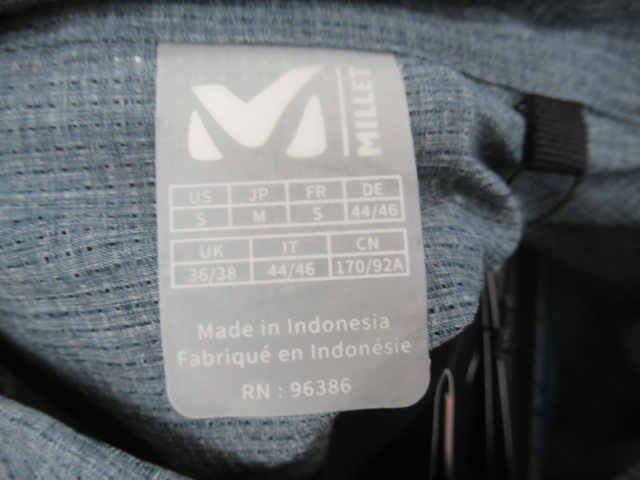 MILLET
US JP FR DE
S M S 44/46
UK IT CN
36/38 44/46 170/92A
Made in Indonesia
Fabriqué en Indonésie
RN : 96386